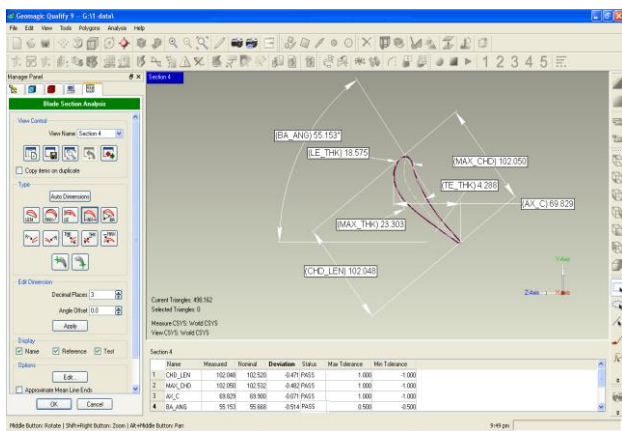 Geomagic Qualify 9 - G:\1-data\
File Edit View Tools Polygons Analysis Help
1 2 3 4 5
Manager Panel
Section 4
Blade Section Analysis
View Control
View Name: Section 4
Copy items on duplicate
Type
Auto Dimensions
Edit Dimension
Decimal Places: 3
Angle Offset: 0.0
Apply
Display
Name Reference Text
Options
Edit...
Approximate Mean Line Ends
OK Cancel
(BA_ANG) 55.153°
(LE_THK) 18.575
(MAX_CHD) 102.050
(TE_THK) 4.288
(AX_C) 69.829
(MAX_THK) 23.303
(CHD_LEN) 102.048
Y-Axis
Z-Axis
Current Triangles: 498,162
Selected Triangles: 0
Measure CSYS: World CSYS
View CSYS: World CSYS
Section 4
Name Measured Nominal Deviation Status Max Tolerance Min Tolerance
1 CHD_LEN 102.048 102.520 -0.471 PASS 1.000 -1.000
2 MAX_CHD 102.050 102.532 -0.482 PASS 1.000 -1.000
3 AX_C 69.829 69.900 -0.071 PASS 1.000 -1.000
4 BA_ANG 55.153 55.668 -0.514 PASS 0.500 -0.500
Middle Button: Rotate | Shift+Right Button: Zoom | Alt+Middle Button: Pan
9:49 pm